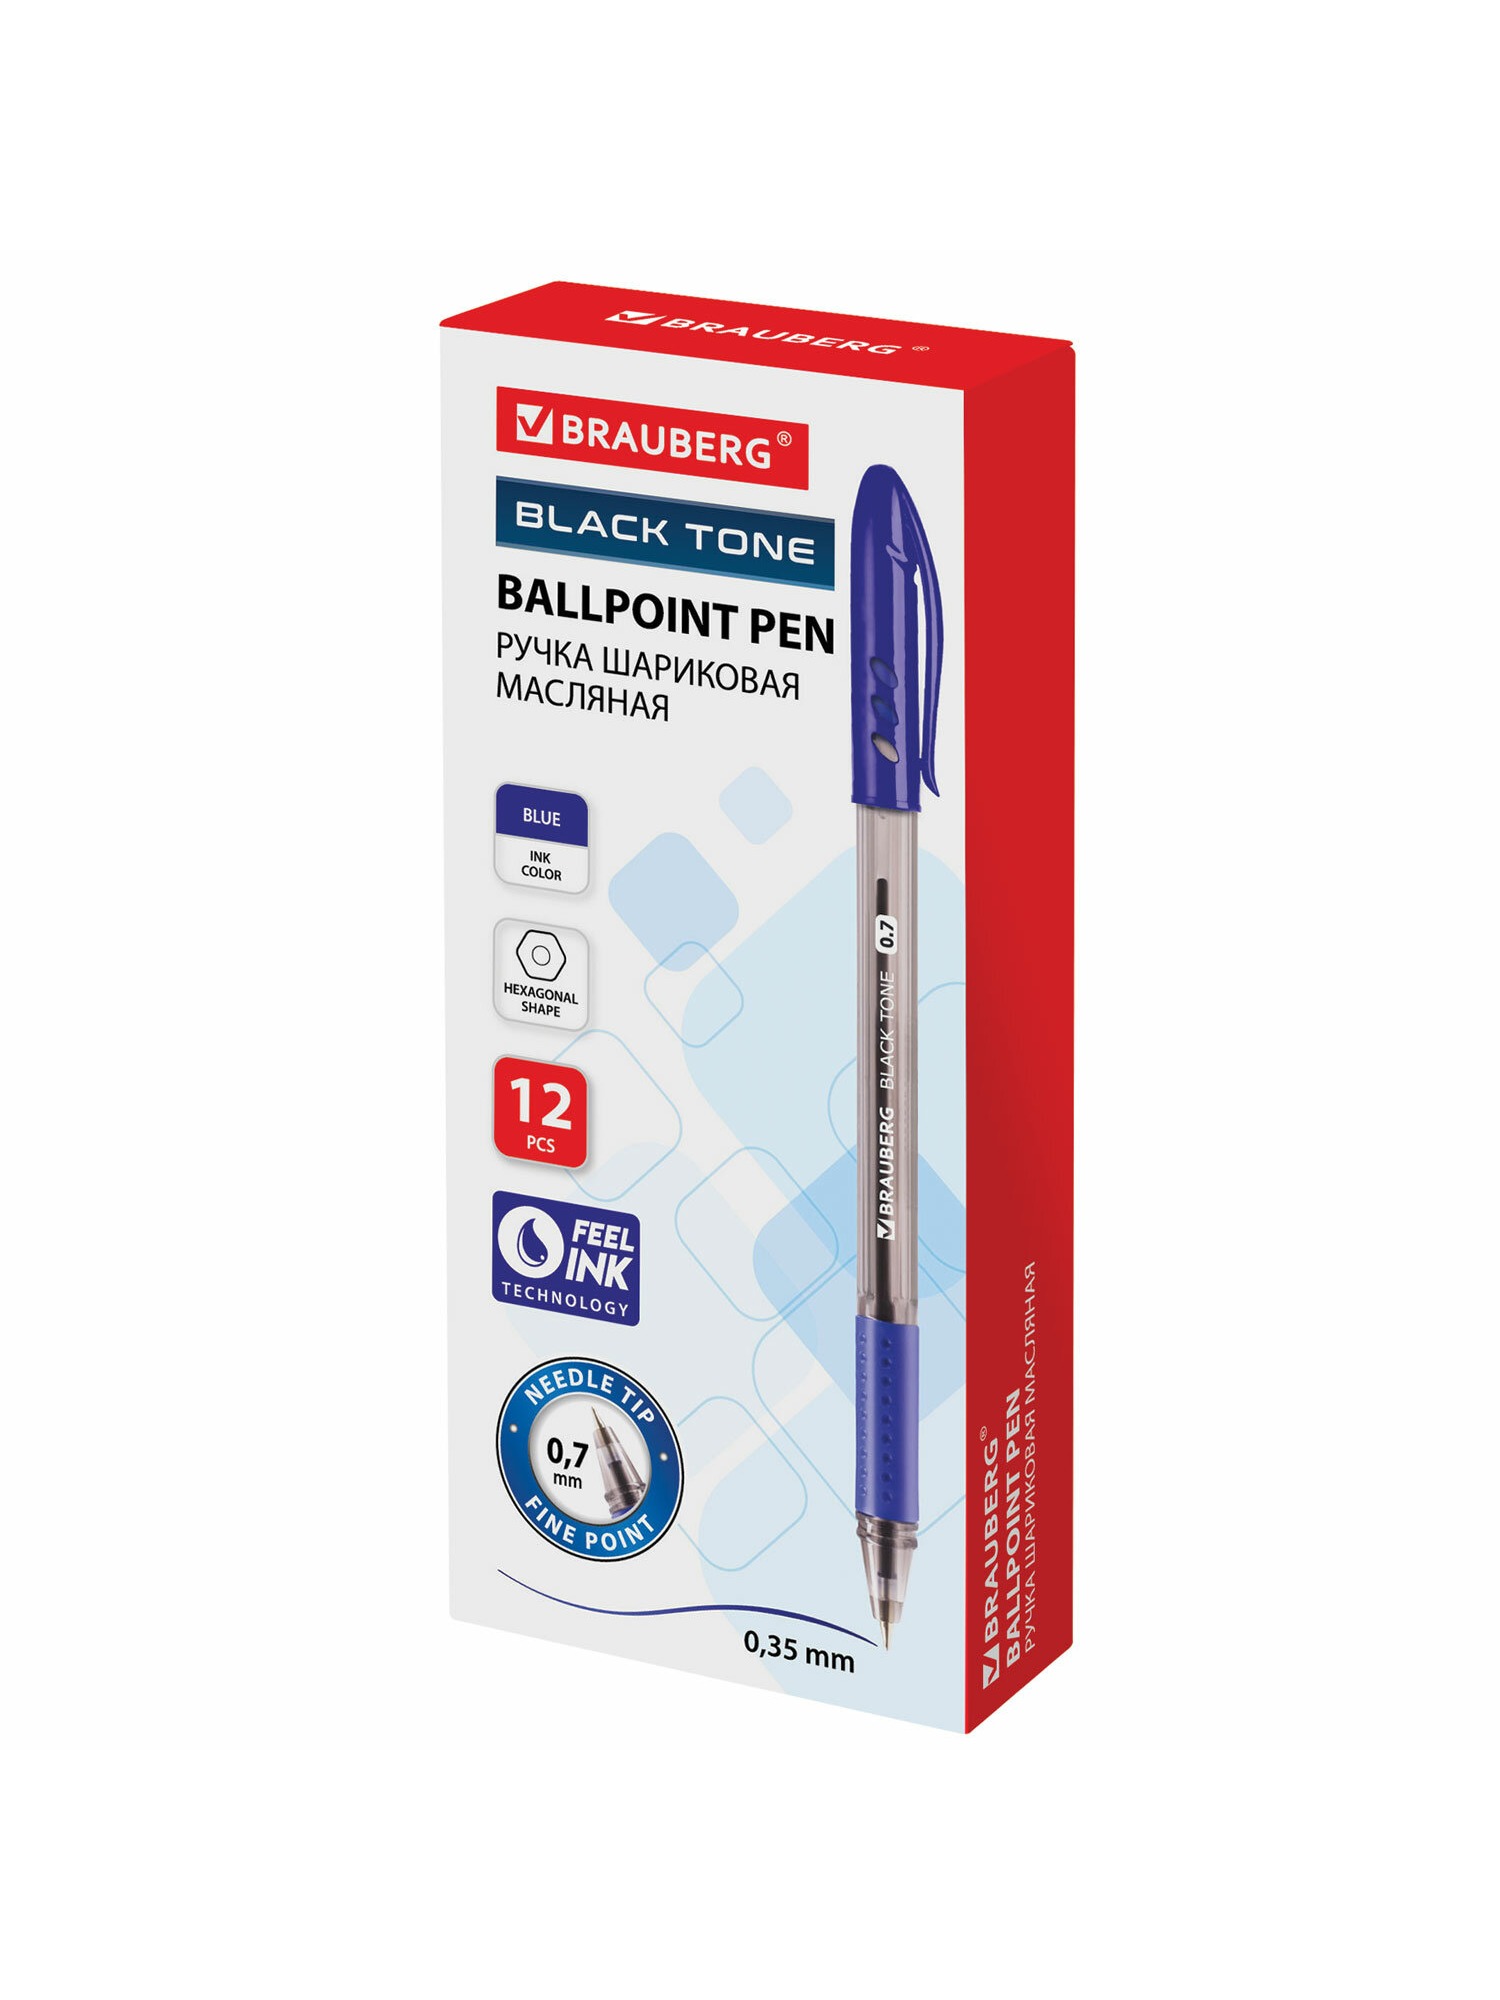 BRAUBERG®
BRAUBERG®
BLACK TONE
BALLPOINT PEN
РУЧКА ШАРИКОВАЯ
МАСЛЯНАЯ
BLUE
INK
COLOR
HEXAGONAL
SHAPE
12
PCS
FEEL
INK
TECHNOLOGY
NEEDLE TIP
0,7
mm
FINE POINT
0,35 mm
BRAUBERG BLACK TONE 0.7
BRAUBERG®
BALLPOINT PEN
РУЧКА ШАРИКОВАЯ МАСЛЯНАЯ